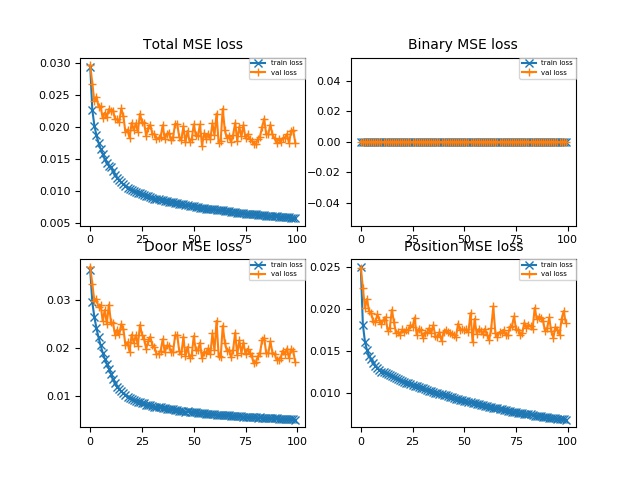 Total MSE loss
0.030
0.025
0.020
0.015
0.010
0.005
0 25 50 75 100
train loss
val loss
Binary MSE loss
0.04
0.02
0.00
−0.02
−0.04
0 25 50 75 100
train loss
val loss
Door MSE loss
0.03
0.02
0.01
0 25 50 75 100
train loss
val loss
Position MSE loss
0.025
0.020
0.015
0.010
0 25 50 75 100
train loss
val loss